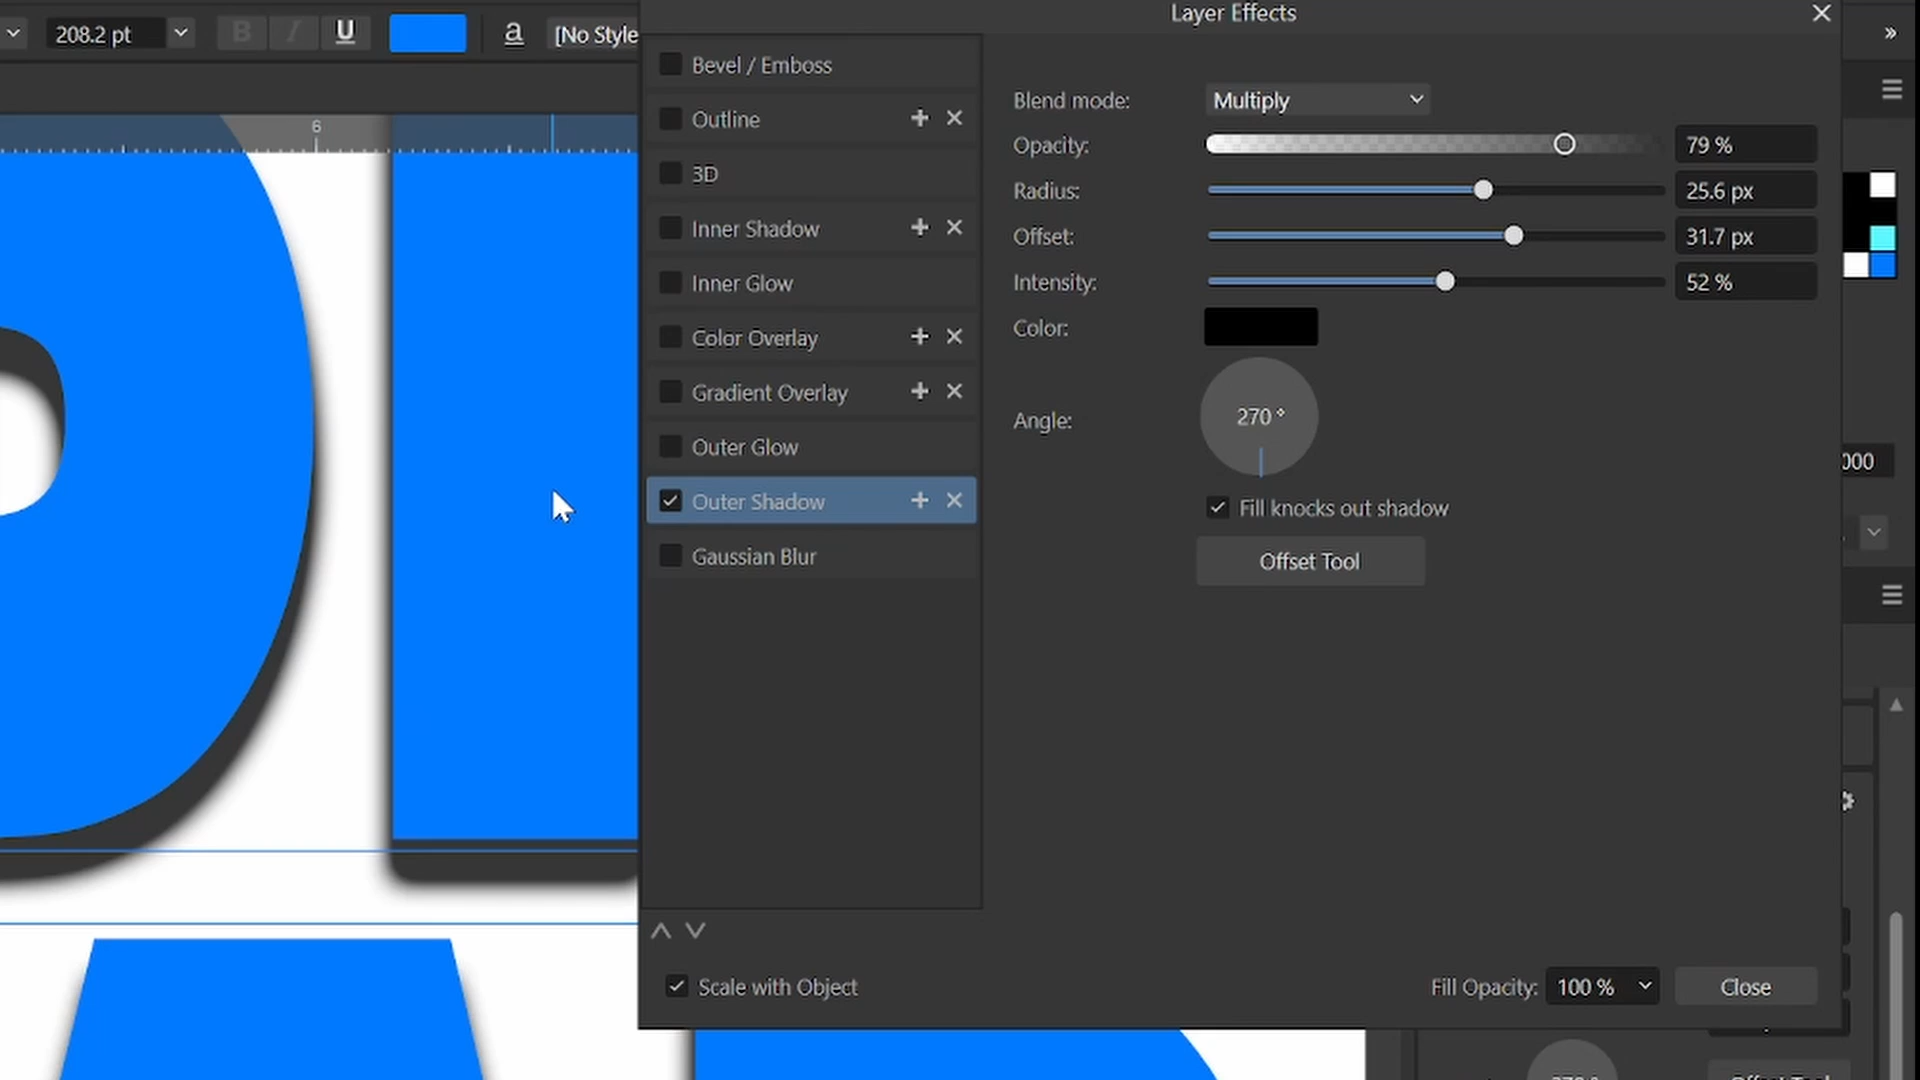 Layer Effects
208.2 pt
B I U a [No Style
6
Bevel / Emboss
Outline
3D
Inner Shadow
Inner Glow
Color Overlay
Gradient Overlay
Outer Glow
Outer Shadow
Gaussian Blur
Blend mode: Multiply
Opacity: 79 %
Radius: 25.6 px
Offset: 31.7 px
Intensity: 52 %
Color:
Angle: 270 °
Fill knocks out shadow
Offset Tool
000
Scale with Object
Fill Opacity: 100 %
Close